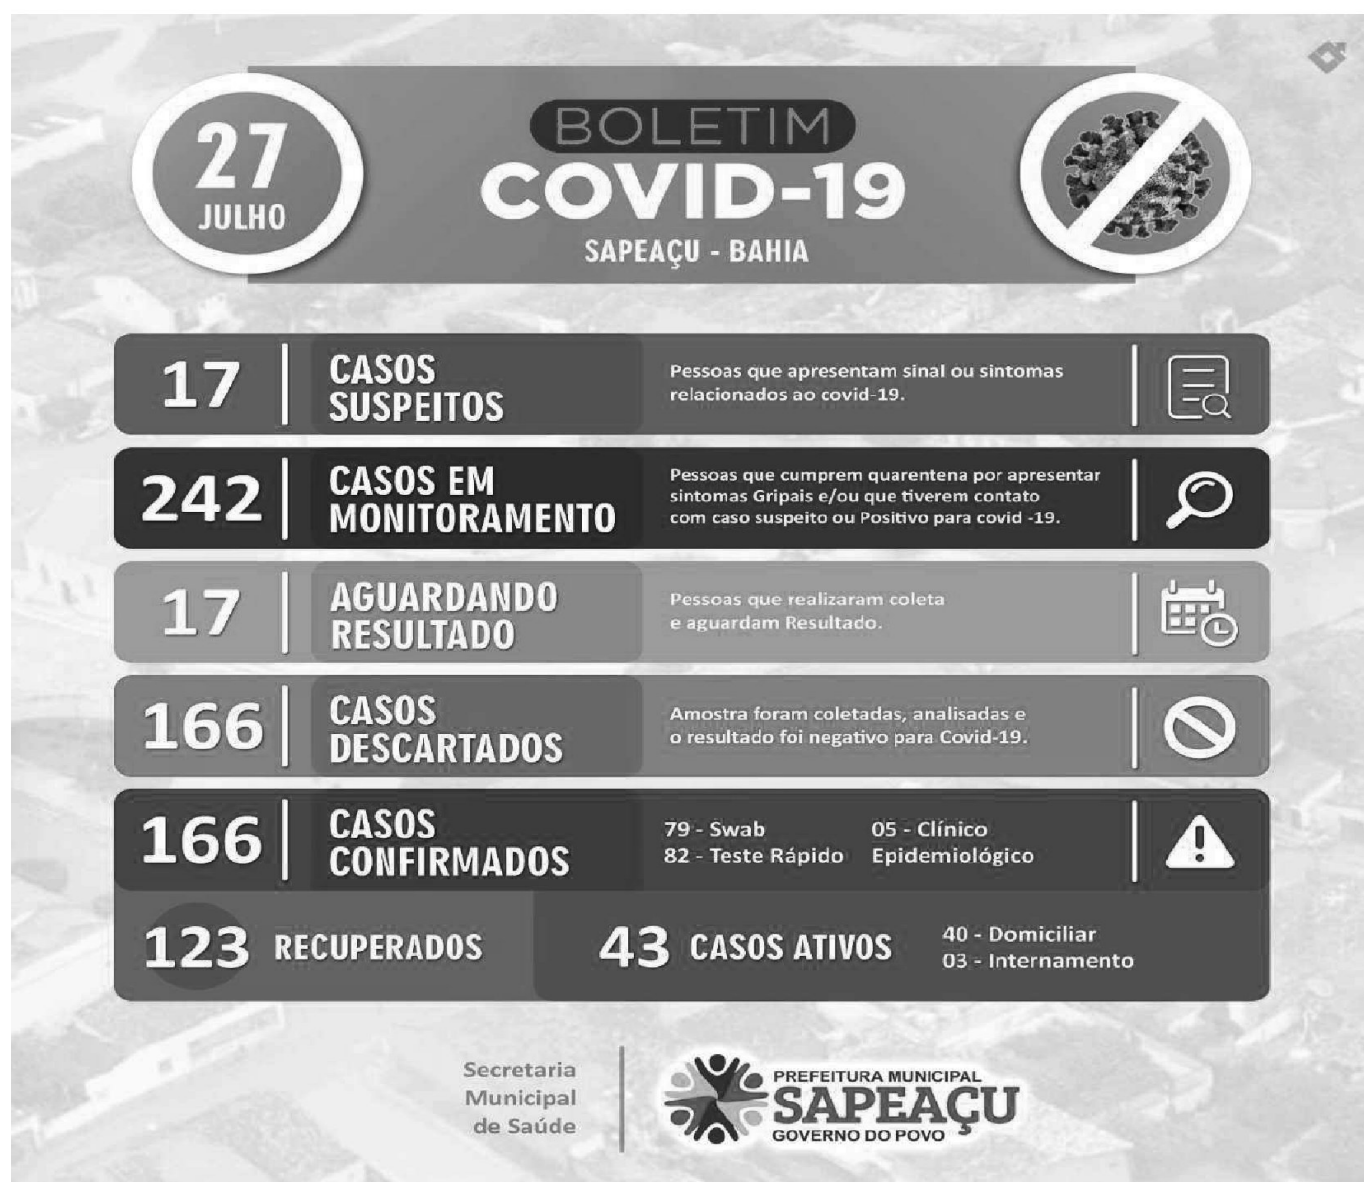 27
JULHO
BOLETIM
COVID-19
SAPEAÇU - BAHIA
17
CASOS
SUSPEITOS
Pessoas que apresentam sinal ou sintomas
relacionados ao covid-19.
242
CASOS EM
MONITORAMENTO
Pessoas que cumprem quarentena por apresentar
sintomas Gripais e/ou que tiverem contato
com caso suspeito ou Positivo para covid -19.
17
AGUARDANDO
RESULTADO
Pessoas que realizaram coleta
e aguardam Resultado.
166
CASOS
DESCARTADOS
Amostra foram coletadas, analisadas e
o resultado foi negativo para Covid-19.
166
CASOS
CONFIRMADOS
79 - Swab
82 - Teste Rápido
05 - Clínico
Epidemiológico
123 RECUPERADOS
43 CASOS ATIVOS
40 - Domiciliar
03 - Internamento
Secretaria
Municipal
de Saúde
PREFEITURA MUNICIPAL
SAPEAÇU
GOVERNO DO POVO